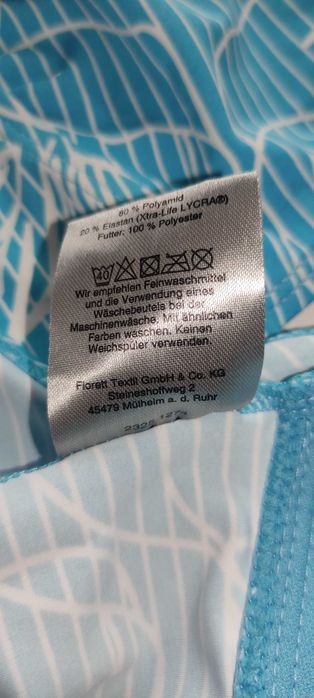 80 % Polyamid
20 % Elastan (Xtra-Life LYCRA®)
Futter: 100 % Polyester
Wir empfehlen Feinwaschmittel
und die Verwendung eines
Wäschebeutels bei der
Maschinenwäsche. Mit ähnlichen
Farben waschen. Keinen
Weichspüler verwenden
Florett Textil GmbH & Co. KG
Steineshoffweg 2
45479 Mülheim a. d. Ruhr